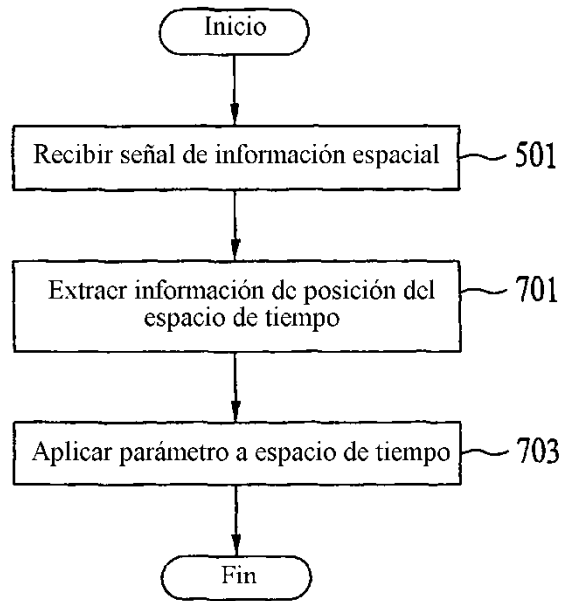 Inicio
Recibir señal de información espacial
501
Extraer información de posición del
espacio de tiempo
701
Aplicar parámetro a espacio de tiempo
703
Fin